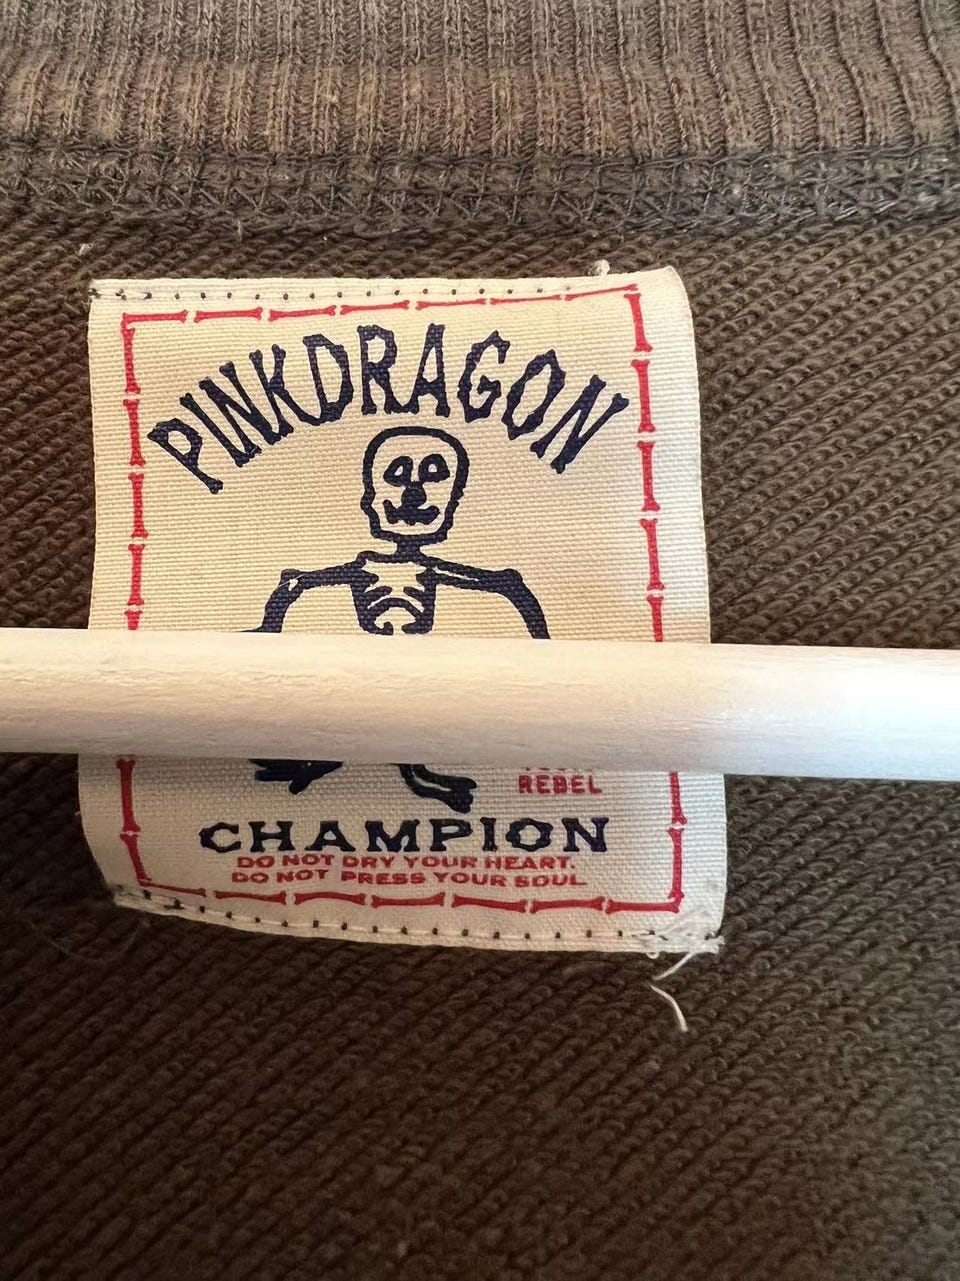 PINKDRAGON
REBEL
CHAMPION
DO NOT DRY YOUR HEART.
DO NOT PRESS YOUR SOUL